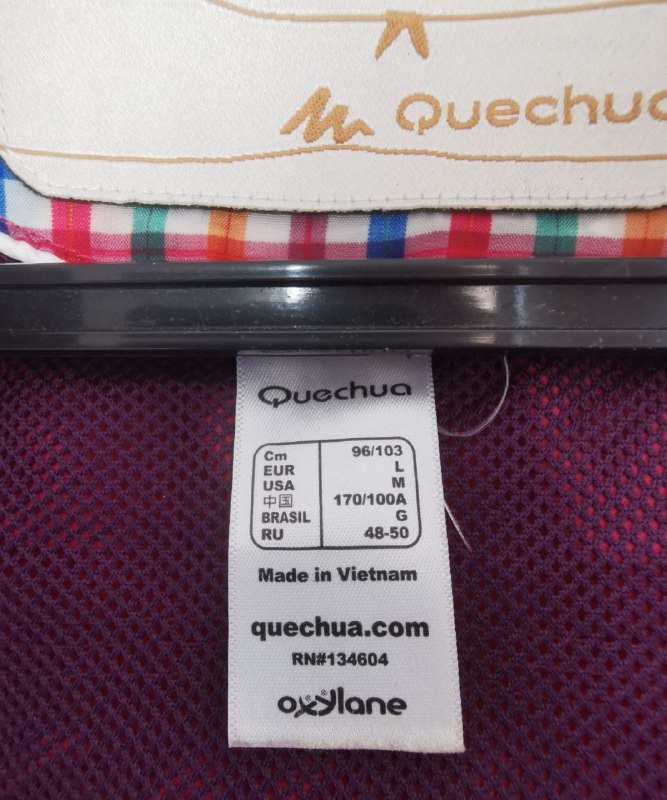 Quechua
Quechua
Cm 96/103
EUR L
USA M
中国 170/100A
BRASIL G
RU 48-50
Made in Vietnam
quechua.com
RN#134604
oxylane